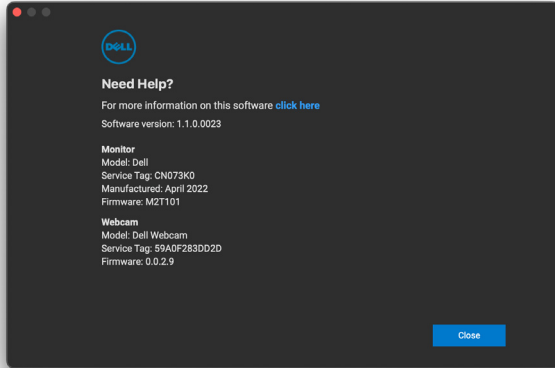 DELL
Need Help?
For more information on this software click here
Software version: 1.1.0.0023
Monitor
Model: Dell
Service Tag: CN073K0
Manufactured: April 2022
Firmware: M2T101
Webcam
Model: Dell Webcam
Service Tag: 59A0F283DD2D
Firmware: 0.0.2.9
Close